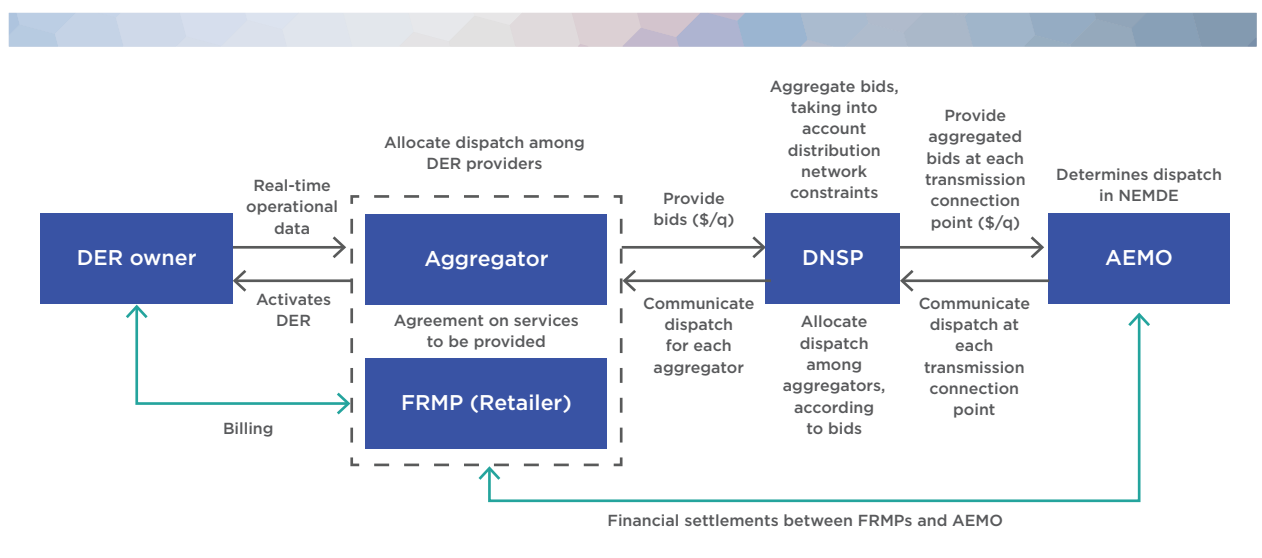 Allocate dispatch among
DER providers
Aggregate bids,
taking into
account
distribution
network
constraints
Provide
aggregated
bids at each
transmission
connection
point ($/q)
Determines dispatch
in NEMDE
Real-time
operational
data
Provide
bids ($/q)
DER owner
Aggregator
DNSP
AEMO
Activates
DER
Agreement on services
to be provided
Communicate
dispatch
for each
aggregator
Allocate
dispatch
among
aggregators,
according
to bids
Communicate
dispatch at
each
transmission
connection
point
FRMP (Retailer)
Billing
Financial settlements between FRMPs and AEMO